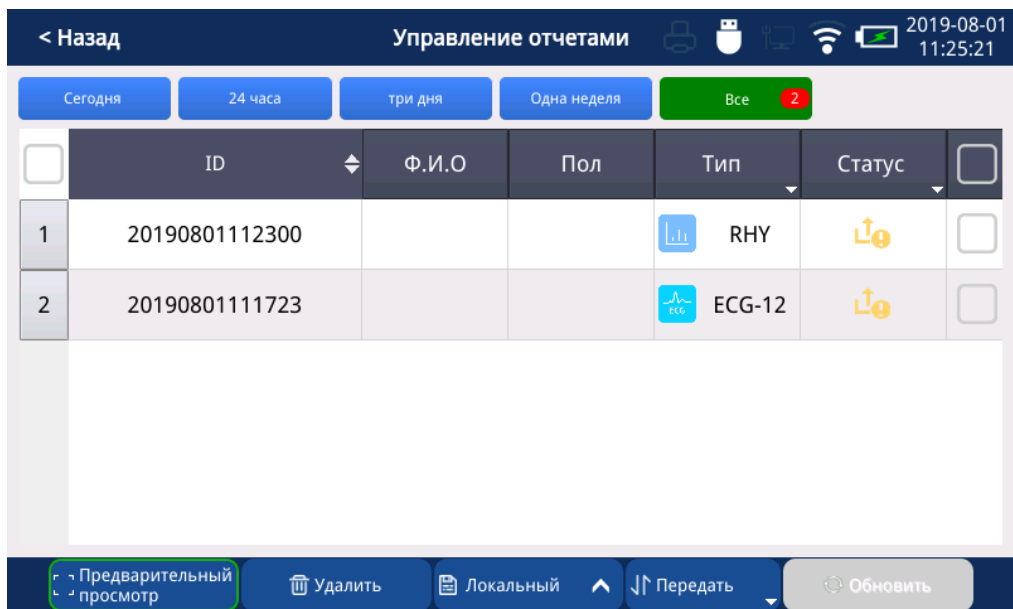 < Назад Управление отчетами 2019-08-01
11:25:21
Сегодня 24 часа три дня Одна неделя Все 2
ID Ф.И.О Пол Тип Статус
1 20190801112300 RHY
2 20190801111723 ECG ECG-12
Предварительный
просмотр Удалить Локальный Передать Обновить